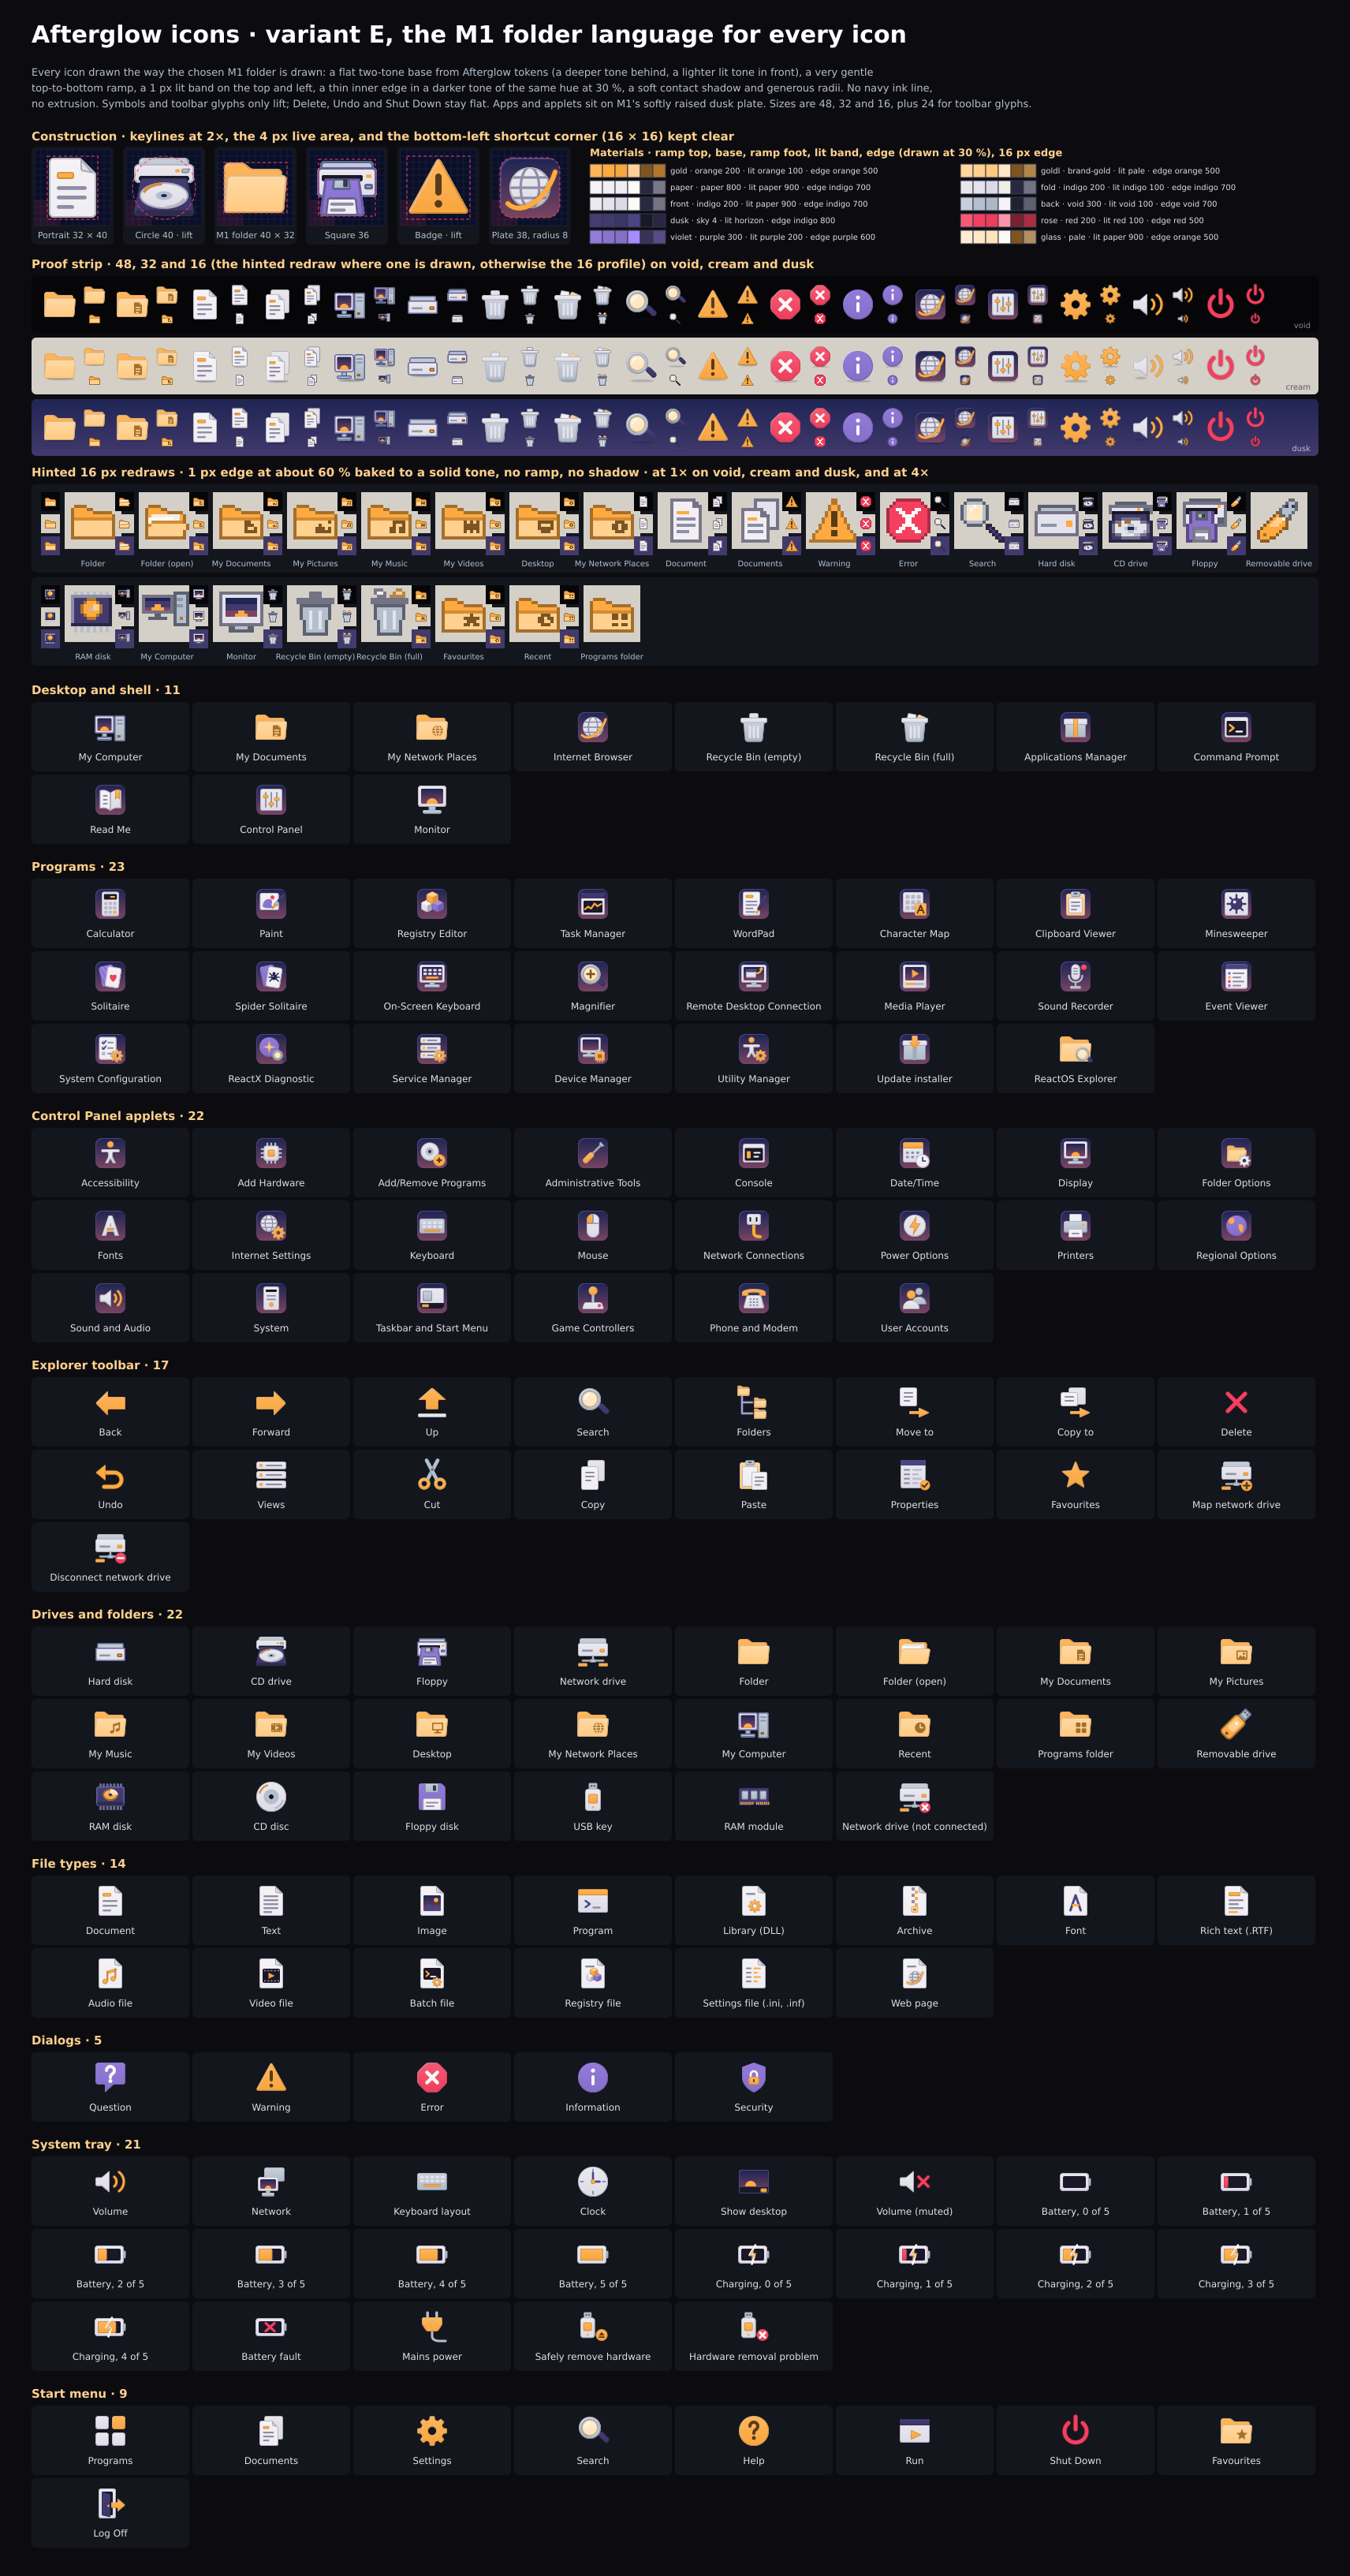 Afterglow icons · variant E, the M1 folder language for every icon
Every icon drawn the way the chosen M1 folder is drawn: a flat two-tone base from Afterglow tokens (a deeper tone behind, a lighter lit tone in front), a very gentle
top-to-bottom ramp, a 1 px lit band on the top and left, a thin inner edge in a darker tone of the same hue at 30 %, a soft contact shadow and generous radii. No navy ink line,
no extrusion. Symbols and toolbar glyphs only lift; Delete, Undo and Shut Down stay flat. Apps and applets sit on M1's softly raised dusk plate. Sizes are 48, 32 and 16, plus 24 for toolbar glyphs.
Construction · keylines at 2×, the 4 px live area, and the bottom-left shortcut corner (16 × 16) kept clear
Portrait 32 × 40
Circle 40 · lift
M1 folder 40 × 32
Square 36
Badge · lift
Plate 38, radius 8
Materials · ramp top, base, ramp foot, lit band, edge (drawn at 30 %), 16 px edge
gold · orange 200 · lit orange 100 · edge orange 500
goldl · brand-gold · lit pale · edge orange 500
paper · paper 800 · lit paper 900 · edge indigo 700
fold · indigo 200 · lit indigo 100 · edge indigo 700
front · indigo 200 · lit paper 900 · edge indigo 700
back · void 300 · lit void 100 · edge void 700
dusk · sky 4 · lit horizon · edge indigo 800
rose · red 200 · lit red 100 · edge red 500
violet · purple 300 · lit purple 200 · edge purple 600
glass · pale · lit paper 900 · edge orange 500
Proof strip · 48, 32 and 16 (the hinted redraw where one is drawn, otherwise the 16 profile) on void, cream and dusk
void
cream
dusk
Hinted 16 px redraws · 1 px edge at about 60 % baked to a solid tone, no ramp, no shadow · at 1× on void, cream and dusk, and at 4×
Folder
Folder (open)
My Documents
My Pictures
My Music
My Videos
Desktop
My Network Places
Document
Documents
Warning
Error
Search
Hard disk
CD drive
Floppy
Removable drive
RAM disk
My Computer
Monitor
Recycle Bin (empty)
Recycle Bin (full)
Favourites
Recent
Programs folder
Desktop and shell · 11
My Computer
My Documents
My Network Places
Internet Browser
Recycle Bin (empty)
Recycle Bin (full)
Applications Manager
Command Prompt
Read Me
Control Panel
Monitor
Programs · 23
Calculator
Paint
Registry Editor
Task Manager
WordPad
Character Map
Clipboard Viewer
Minesweeper
Solitaire
Spider Solitaire
On-Screen Keyboard
Magnifier
Remote Desktop Connection
Media Player
Sound Recorder
Event Viewer
System Configuration
ReactX Diagnostic
Service Manager
Device Manager
Utility Manager
Update installer
ReactOS Explorer
Control Panel applets · 22
Accessibility
Add Hardware
Add/Remove Programs
Administrative Tools
Console
Date/Time
Display
Folder Options
Fonts
Internet Settings
Keyboard
Mouse
Network Connections
Power Options
Printers
Regional Options
Sound and Audio
System
Taskbar and Start Menu
Game Controllers
Phone and Modem
User Accounts
Explorer toolbar · 17
Back
Forward
Up
Search
Folders
Move to
Copy to
Delete
Undo
Views
Cut
Copy
Paste
Properties
Favourites
Map network drive
Disconnect network drive
Drives and folders · 22
Hard disk
CD drive
Floppy
Network drive
Folder
Folder (open)
My Documents
My Pictures
My Music
My Videos
Desktop
My Network Places
My Computer
Recent
Programs folder
Removable drive
RAM disk
CD disc
Floppy disk
USB key
RAM module
Network drive (not connected)
File types · 14
Document
Text
Image
Program
Library (DLL)
Archive
Font
Rich text (.RTF)
Audio file
Video file
Batch file
Registry file
Settings file (.ini, .inf)
Web page
Dialogs · 5
Question
Warning
Error
Information
Security
System tray · 21
Volume
Network
Keyboard layout
Clock
Show desktop
Volume (muted)
Battery, 0 of 5
Battery, 1 of 5
Battery, 2 of 5
Battery, 3 of 5
Battery, 4 of 5
Battery, 5 of 5
Charging, 0 of 5
Charging, 1 of 5
Charging, 2 of 5
Charging, 3 of 5
Charging, 4 of 5
Battery fault
Mains power
Safely remove hardware
Hardware removal problem
Start menu · 9
Programs
Documents
Settings
Search
Help
Run
Shut Down
Favourites
Log Off